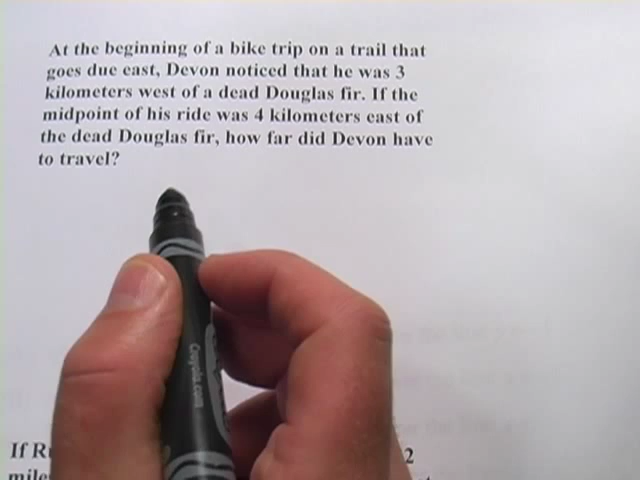 At the beginning of a bike trip on a trail that
goes due east, Devon noticed that he was 3
kilometers west of a dead Douglas fir. If the
midpoint of his ride was 4 kilometers east of
the dead Douglas fir, how far did Devon have
to travel?
Crayola.com
If 2